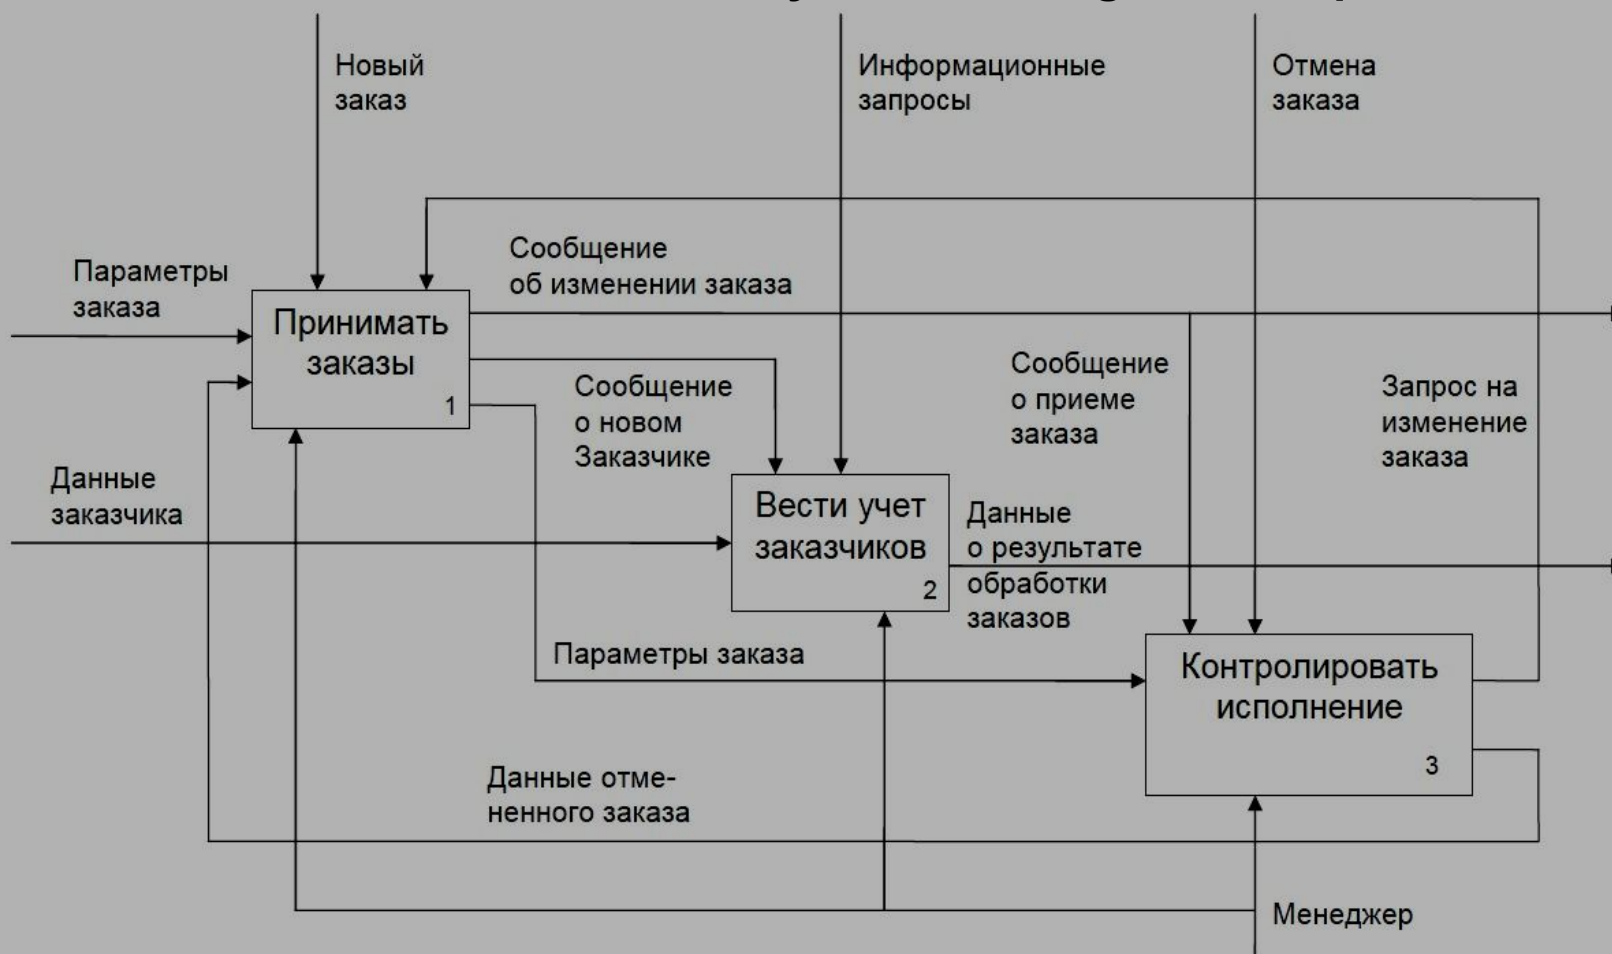 Новый
заказ
Информационные
запросы
Отмена
заказа
Параметры
заказа
Сообщение
об изменении заказа
Принимать
заказы
1
Сообщение
о новом
Заказчике
Сообщение
о приеме
заказа
Запрос на
изменение
заказа
Данные
заказчика
Вести учет
заказчиков
2
Данные
о результате
обработки
заказов
Параметры заказа
Контролировать
исполнение
3
Данные отме-
ненного заказа
Менеджер